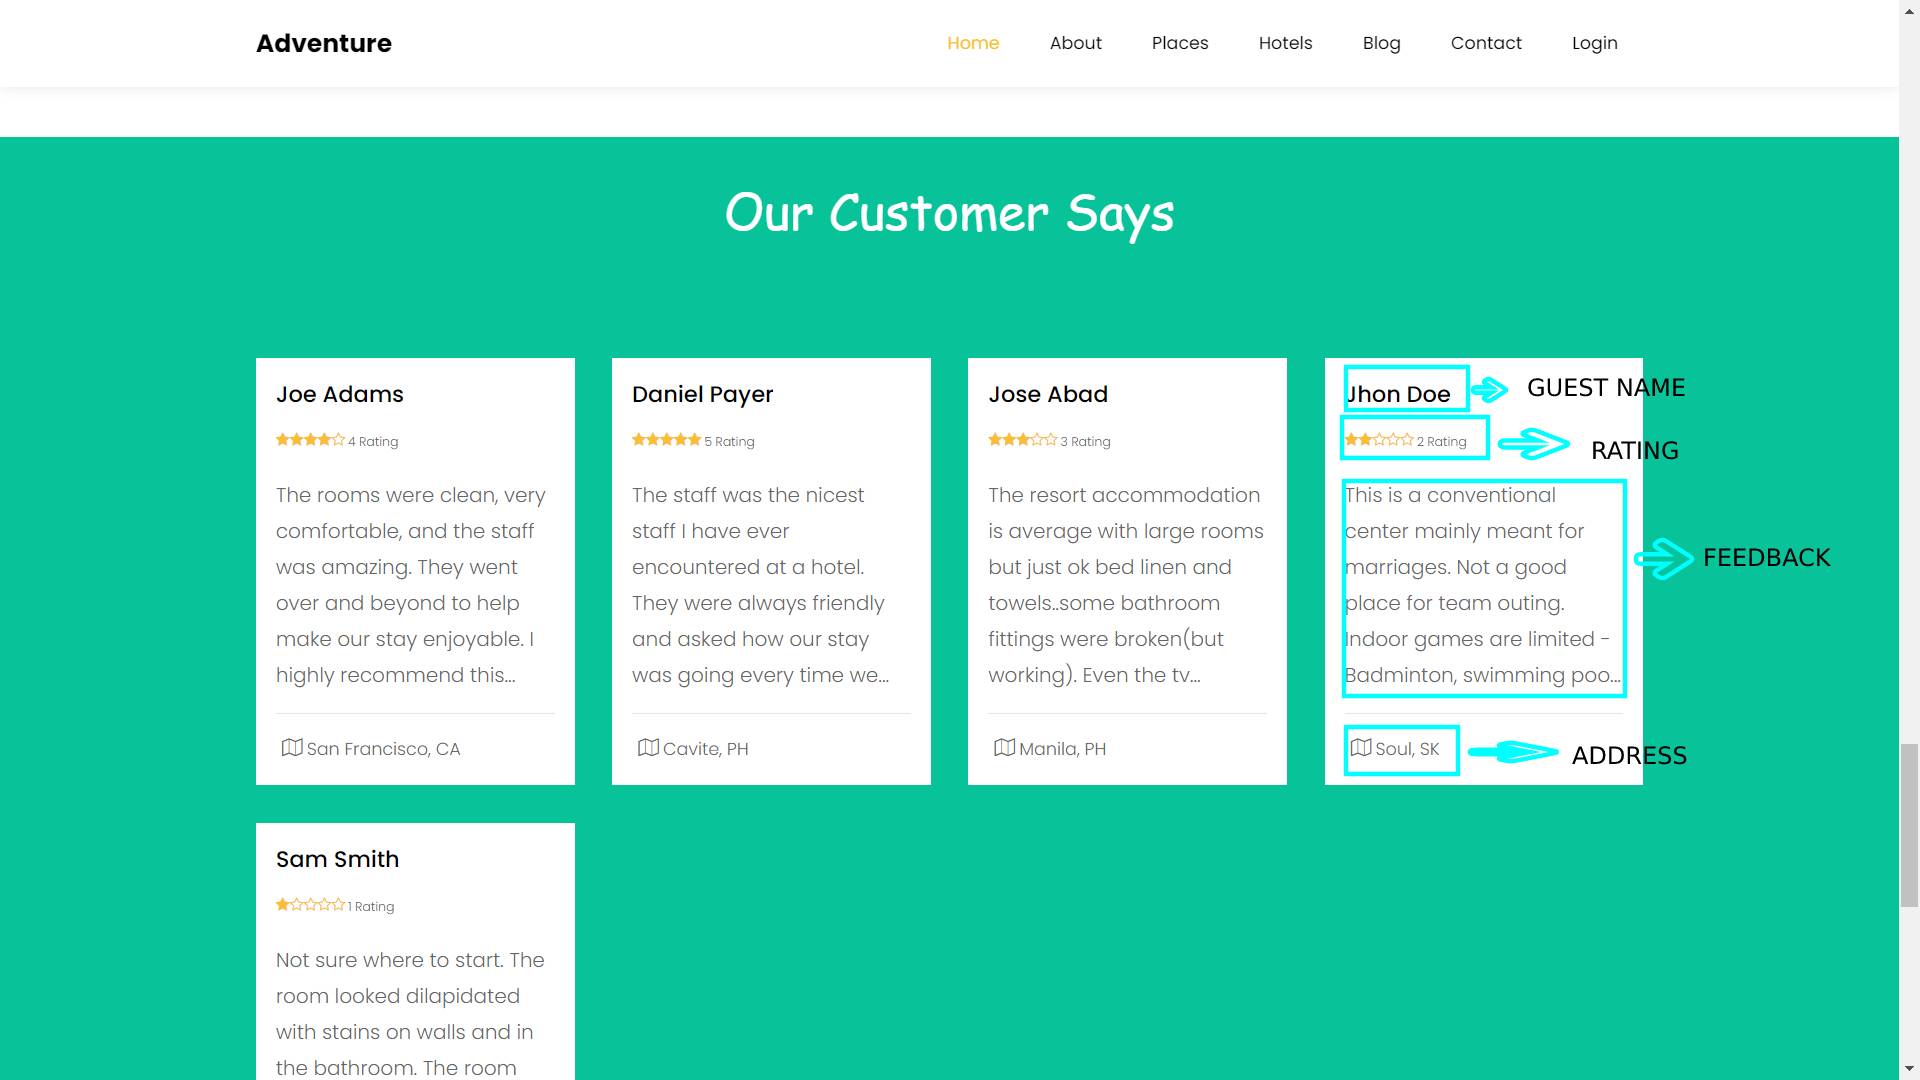 Adventure
Home About Places Hotels Blog Contact Login
Our Customer Says
Joe Adams
4 Rating
The rooms were clean, very
comfortable, and the staff
was amazing. They went
over and beyond to help
make our stay enjoyable. I
highly recommend this...
San Francisco, CA
Daniel Payer
5 Rating
The staff was the nicest
staff I have ever
encountered at a hotel.
They were always friendly
and asked how our stay
was going every time we...
Cavite, PH
Jose Abad
3 Rating
The resort accommodation
is average with large rooms
but just ok bed linen and
towels..some bathroom
fittings were broken(but
working). Even the tv...
Manila, PH
Jhon Doe
GUEST NAME
2 Rating
RATING
This is a conventional
center mainly meant for
marriages. Not a good
place for team outing.
Indoor games are limited -
Badminton, swimming poo...
FEEDBACK
Soul, SK
ADDRESS
Sam Smith
1 Rating
Not sure where to start. The
room looked dilapidated
with stains on walls and in
the bathroom. The room